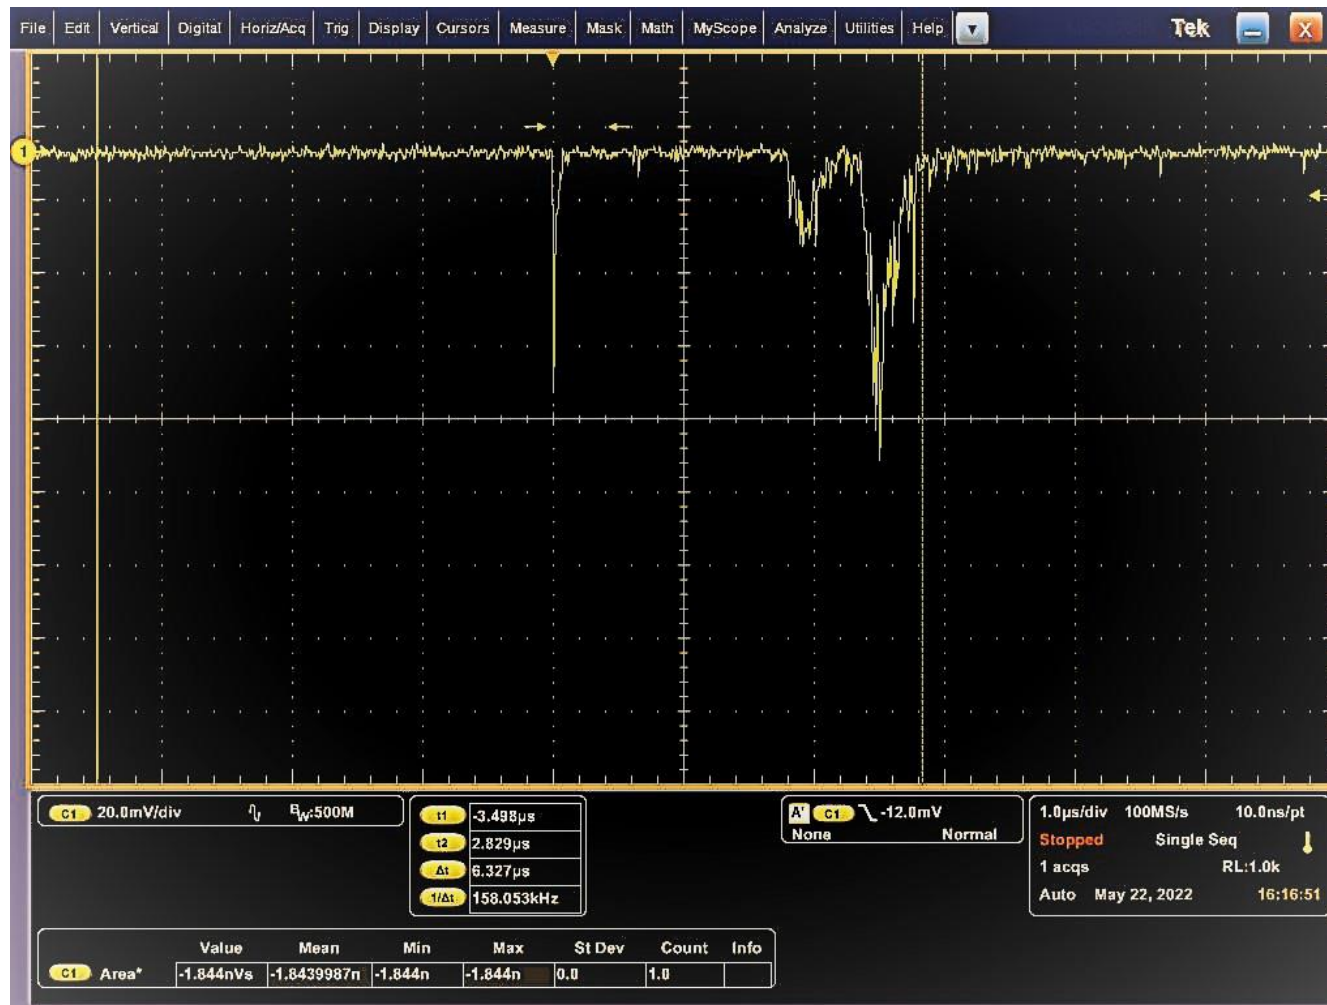 File Edit Vertical Digital Horiz/Acq Trig Display Cursors Measure Mask Math MyScope Analyze Utilities Help Tek
1
C1 20.0mV/div BW:500M
t1 -3.498µs
t2 2.829µs
Δt 6.327µs
1/Δt 158.053kHz
A' C1 -12.0mV
None Normal
1.0µs/div 100MS/s 10.0ns/pt
Stopped Single Seq
1 acqs RL:1.0k
Auto May 22, 2022 16:16:51
Value Mean Min Max St Dev Count Info
C1 Area* -1.844nVs -1.8439987n -1.844n -1.844n 0.0 1.0